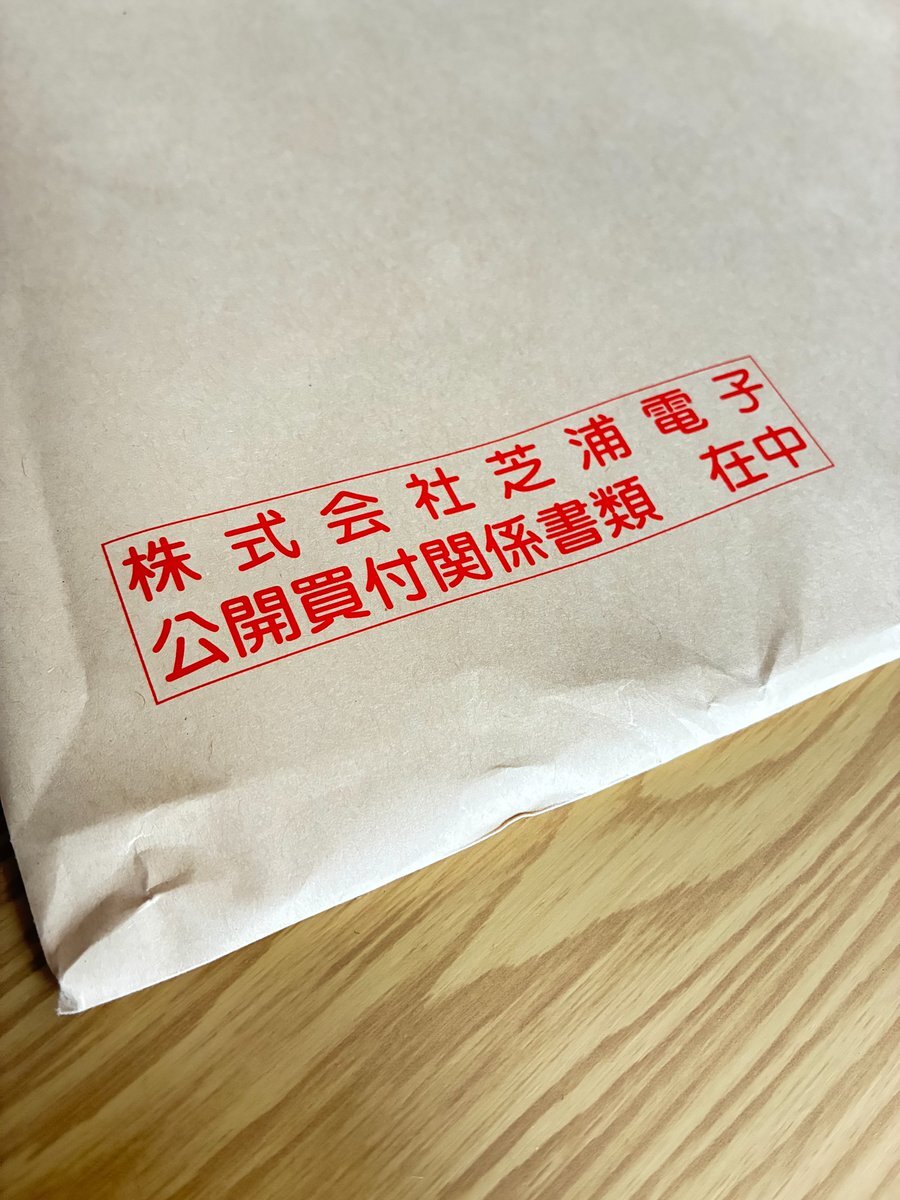 株式会社芝浦電子
公開買付関係書類 在中